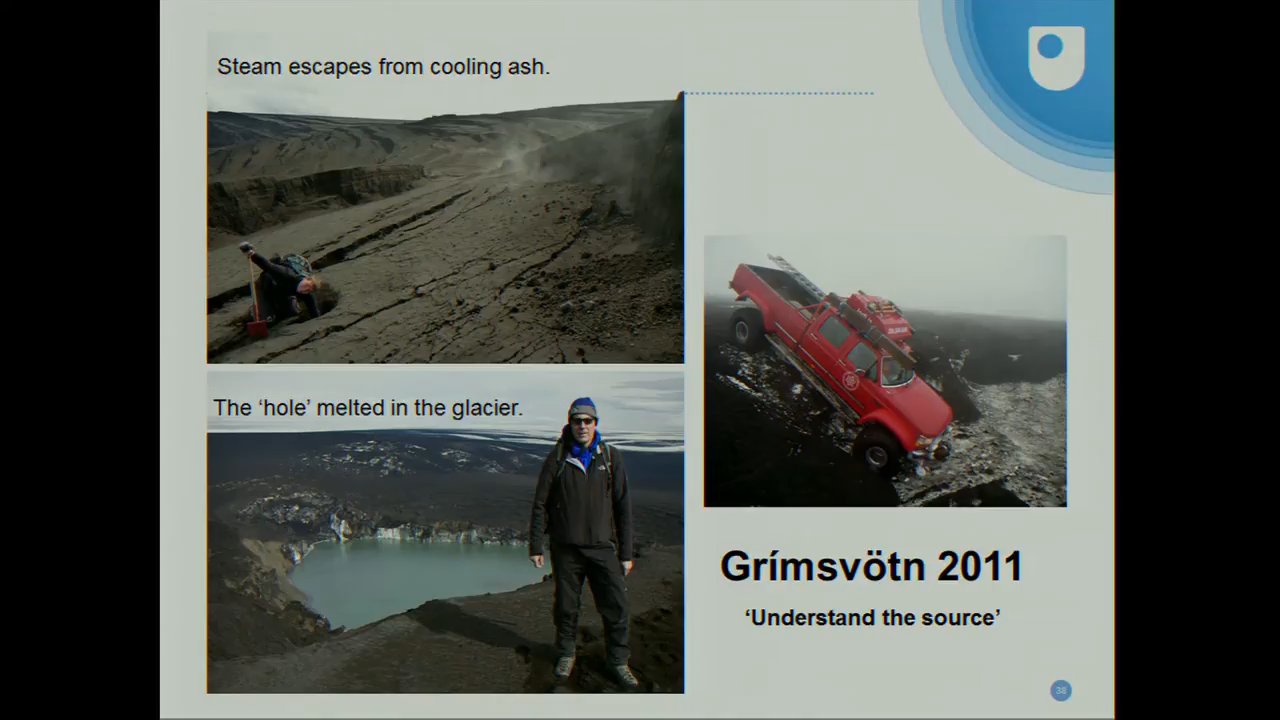 Steam escapes from cooling ash.
The ‘hole’ melted in the glacier.
Grímsvötn 2011
‘Understand the source’
38